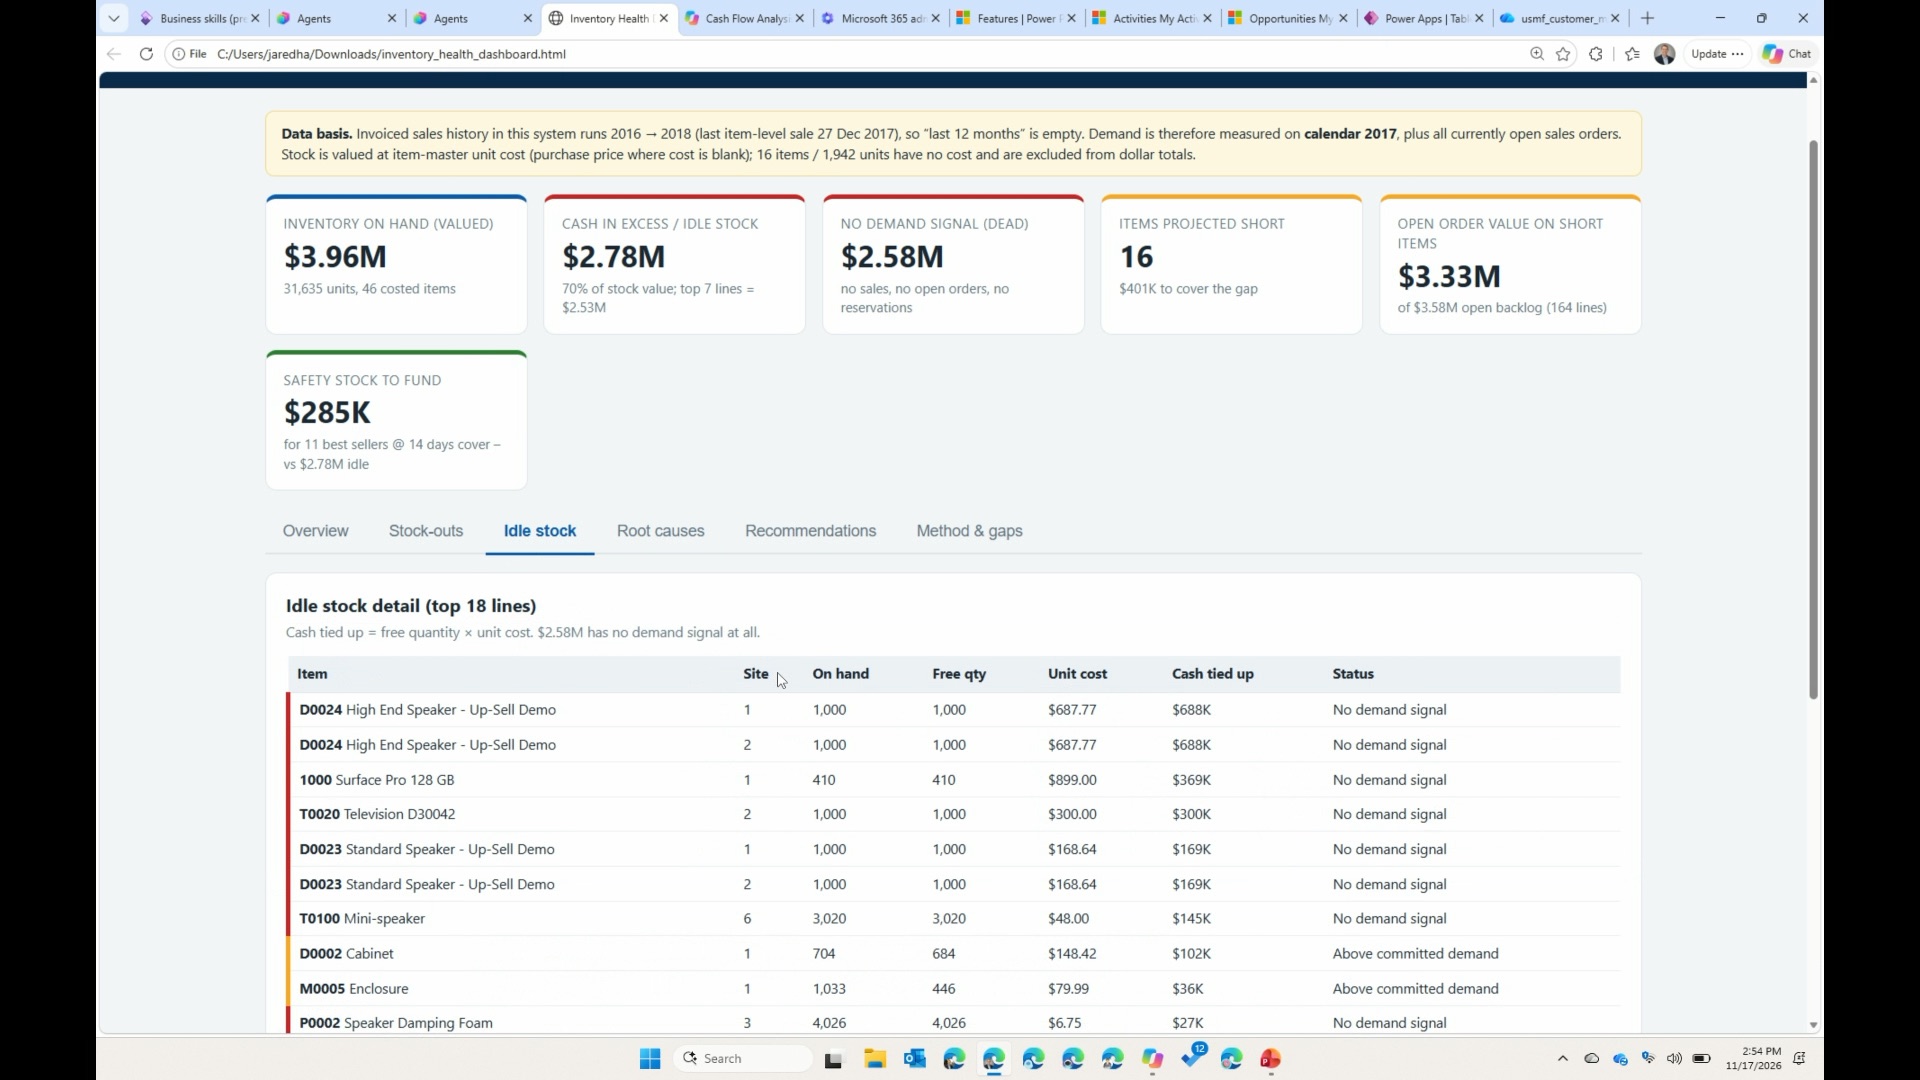 Business skills (pre
Agents
Agents
Inventory Health
Cash Flow Analysi
Microsoft 365 adm
Features | Power F
Activities My Acti
Opportunities My
Power Apps | Tabl
usmf_customer_m
File C:/Users/jaredha/Downloads/inventory_health_dashboard.html
Update
Chat
Data basis. Invoiced sales history in this system runs 2016 → 2018 (last item-level sale 27 Dec 2017), so “last 12 months” is empty. Demand is therefore measured on calendar 2017, plus all currently open sales orders.
Stock is valued at item-master unit cost (purchase price where cost is blank); 16 items / 1,942 units have no cost and are excluded from dollar totals.
INVENTORY ON HAND (VALUED)
$3.96M
31,635 units, 46 costed items
CASH IN EXCESS / IDLE STOCK
$2.78M
70% of stock value; top 7 lines =
$2.53M
NO DEMAND SIGNAL (DEAD)
$2.58M
no sales, no open orders, no
reservations
ITEMS PROJECTED SHORT
16
$401K to cover the gap
OPEN ORDER VALUE ON SHORT
ITEMS
$3.33M
of $3.58M open backlog (164 lines)
SAFETY STOCK TO FUND
$285K
for 11 best sellers @ 14 days cover –
vs $2.78M idle
Overview Stock-outs Idle stock Root causes Recommendations Method & gaps
Idle stock detail (top 18 lines)
Cash tied up = free quantity × unit cost. $2.58M has no demand signal at all.
Item Site On hand Free qty Unit cost Cash tied up Status
D0024 High End Speaker - Up-Sell Demo 1 1,000 1,000 $687.77 $688K No demand signal
D0024 High End Speaker - Up-Sell Demo 2 1,000 1,000 $687.77 $688K No demand signal
1000 Surface Pro 128 GB 1 410 410 $899.00 $369K No demand signal
T0020 Television D30042 2 1,000 1,000 $300.00 $300K No demand signal
D0023 Standard Speaker - Up-Sell Demo 1 1,000 1,000 $168.64 $169K No demand signal
D0023 Standard Speaker - Up-Sell Demo 2 1,000 1,000 $168.64 $169K No demand signal
T0100 Mini-speaker 6 3,020 3,020 $48.00 $145K No demand signal
D0002 Cabinet 1 704 684 $148.42 $102K Above committed demand
M0005 Enclosure 1 1,033 446 $79.99 $36K Above committed demand
P0002 Speaker Damping Foam 3 4,026 4,026 $6.75 $27K No demand signal
Search
12
2:54 PM
11/17/2026